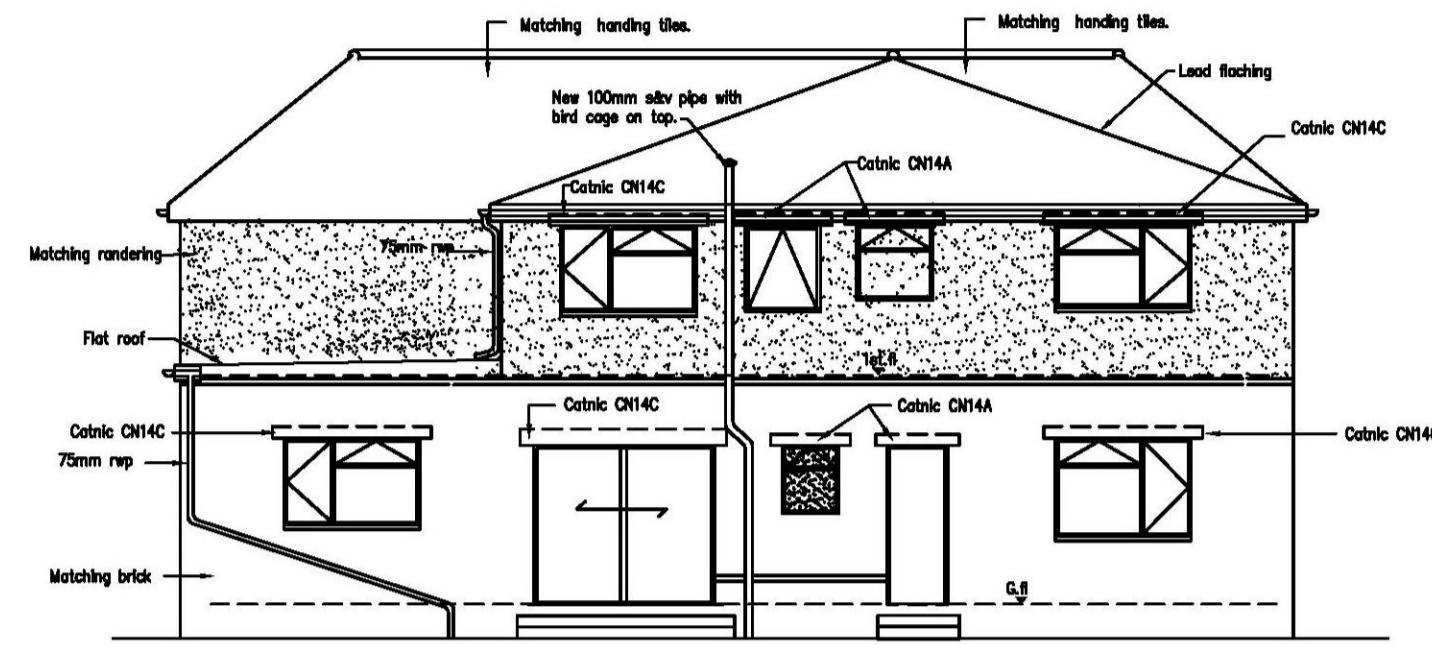 Matching handing tiles.
Matching handing tiles.
Lead flaching
New 100mm s&v pipe with
bird cage on top.
Catnic CN14C
Catnic CN14A
Catnic CN14C
75mm rwp
Matching randering
Flat roof
1st.fl
Catnic CN14C
Catnic CN14A
Catnic CN14C
Catnic CN14
75mm rwp
Matching brick
G.fl